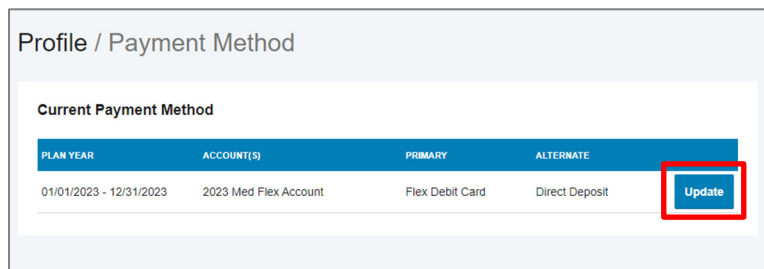 Profile / Payment Method
Current Payment Method
PLAN YEAR ACCOUNT(S) PRIMARY ALTERNATE
01/01/2023 - 12/31/2023 2023 Med Flex Account Flex Debit Card Direct Deposit Update